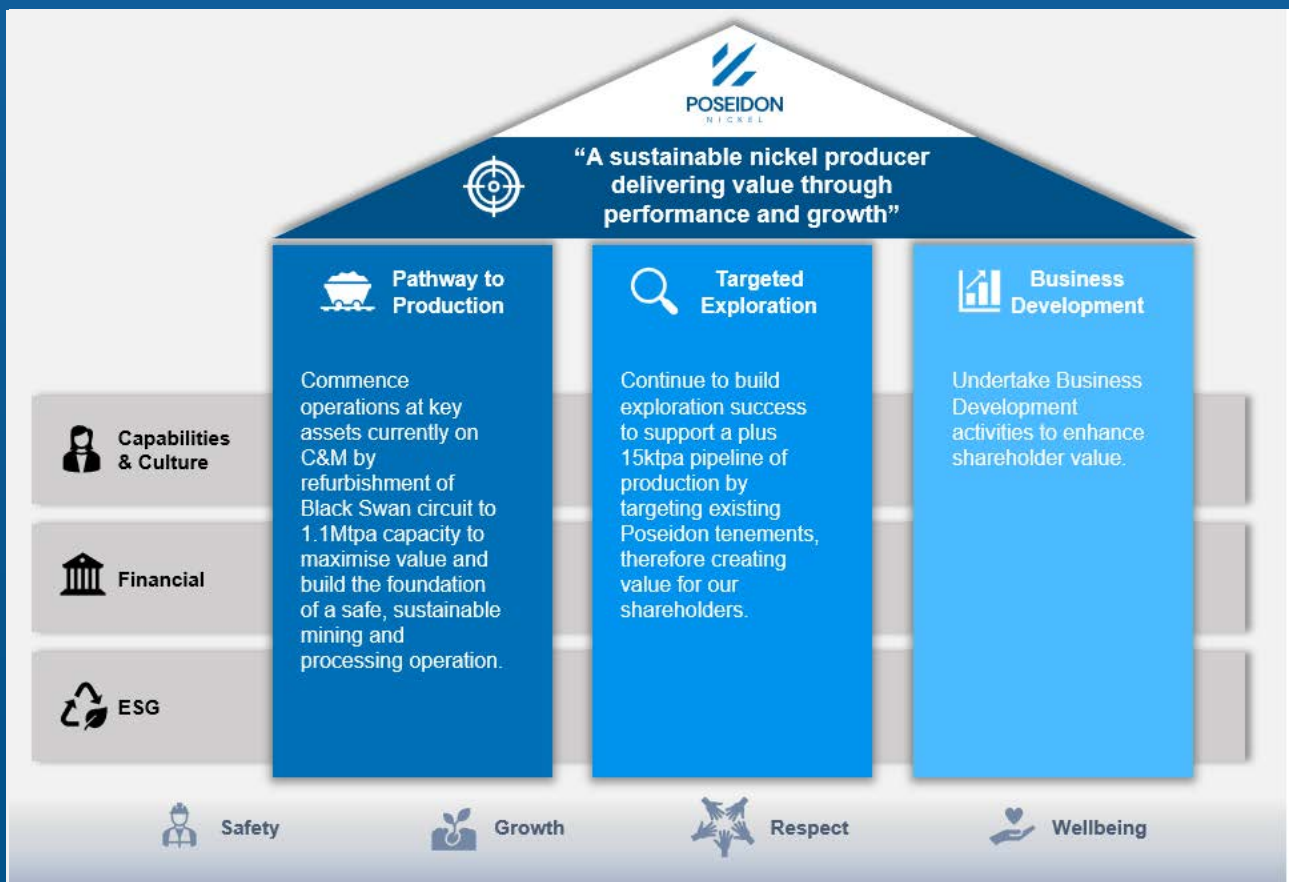 POSEIDON
NICKEL
“A sustainable nickel producer
delivering value through
performance and growth”
Pathway to
Production
Commence
operations at key
assets currently on
C&M by
refurbishment of
Black Swan circuit to
1.1Mtpa capacity to
maximise value and
build the foundation
of a safe, sustainable
mining and
processing operation.
Targeted
Exploration
Continue to build
exploration success
to support a plus
15ktpa pipeline of
production by
targeting existing
Poseidon tenements,
therefore creating
value for our
shareholders.
Business
Development
Undertake Business
Development
activities to enhance
shareholder value.
Capabilities
& Culture
Financial
ESG
Safety
Growth
Respect
Wellbeing